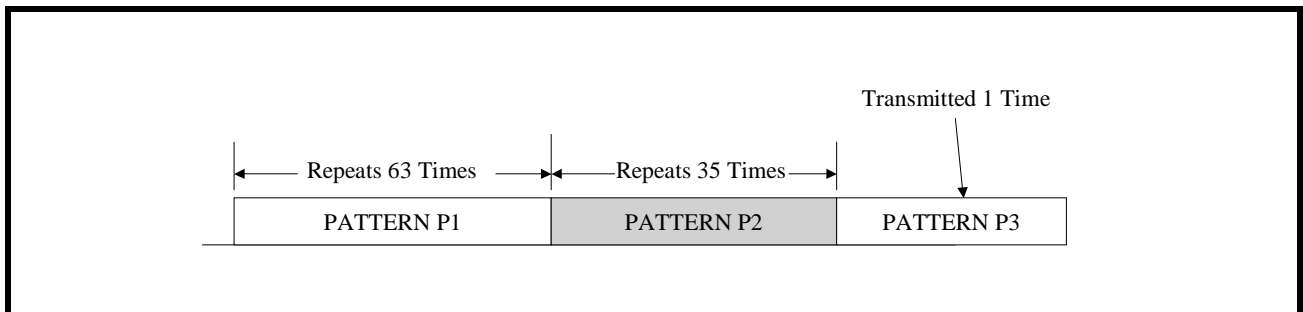 Transmitted 1 Time
Repeats 63 Times
Repeats 35 Times
PATTERN P1
PATTERN P2
PATTERN P3